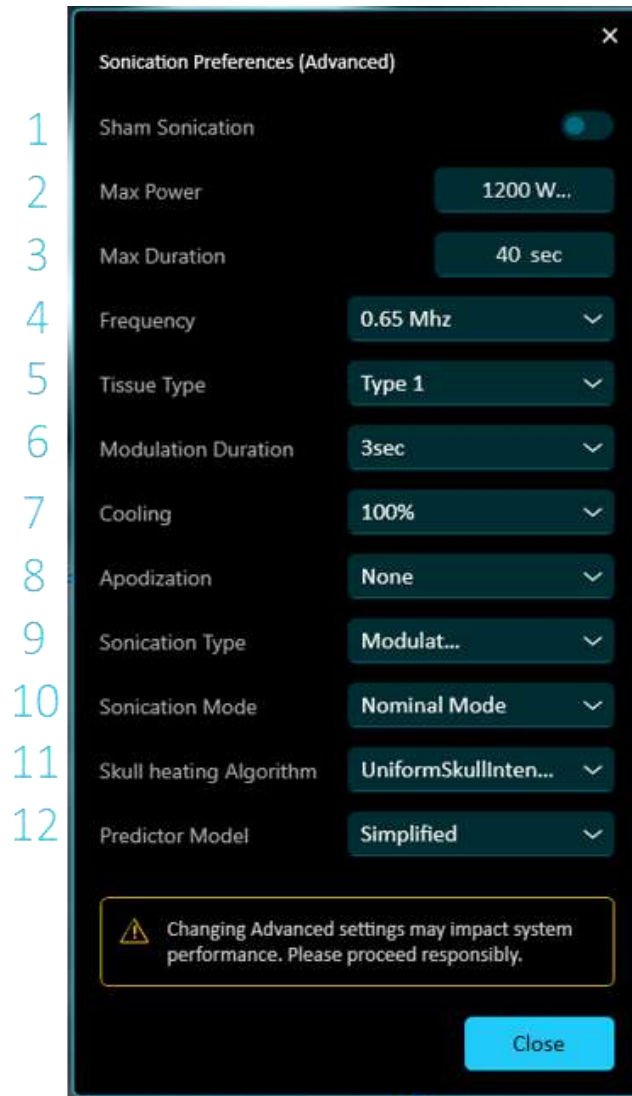 Sonication Preferences (Advanced)
1 Sham Sonication
2 Max Power 1200 W...
3 Max Duration 40 sec
4 Frequency 0.65 Mhz
5 Tissue Type Type 1
6 Modulation Duration 3sec
7 Cooling 100%
8 Apodization None
9 Sonication Type Modulat...
10 Sonication Mode Nominal Mode
11 Skull heating Algorithm UniformSkullInten...
12 Predictor Model Simplified
Changing Advanced settings may impact system
performance. Please proceed responsibly.
Close